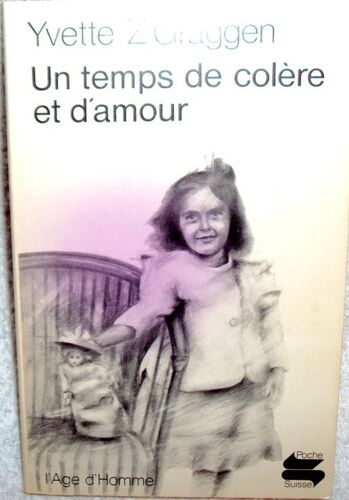 Yvette Z'Graggen
Un temps de colère
et d'amour
l'Age d'Homme
Poche
Suisse